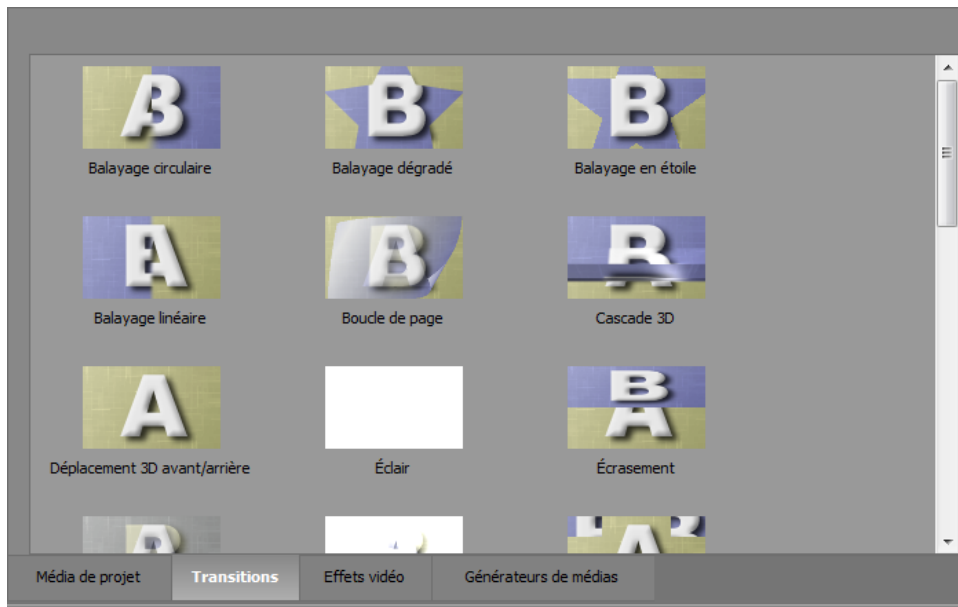 B
B
B
Balayage circulaire
Balayage dégradé
Balayage en étoile
A
B
Balayage linéaire
Boucle de page
Cascade 3D
A
B
A
Déplacement 3D avant/arrière
Éclair
Écrasement
A
Média de projet
Transitions
Effets vidéo
Générateurs de médias